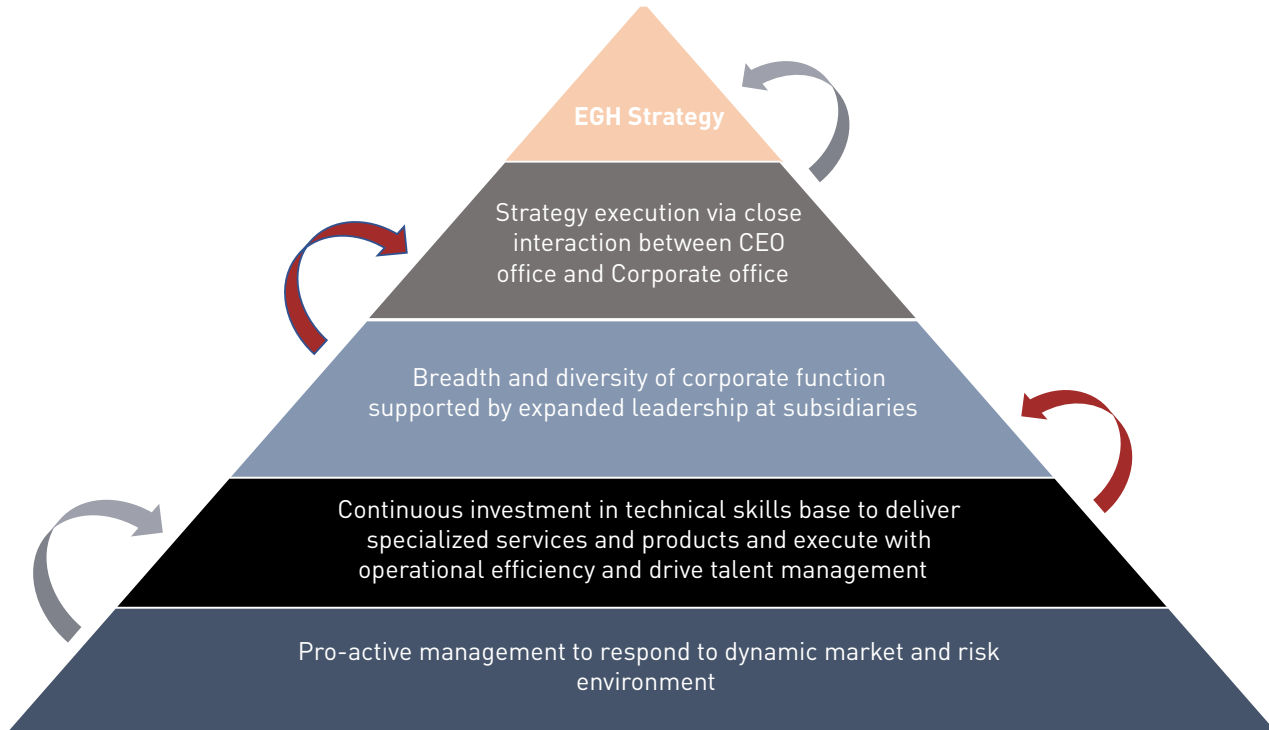 EGH Strategy
Strategy execution via close
interaction between CEO
office and Corporate office
Breadth and diversity of corporate function
supported by expanded leadership at subsidiaries
Continuous investment in technical skills base to deliver
specialized services and products and execute with
operational efficiency and drive talent management
Pro-active management to respond to dynamic market and risk
environment